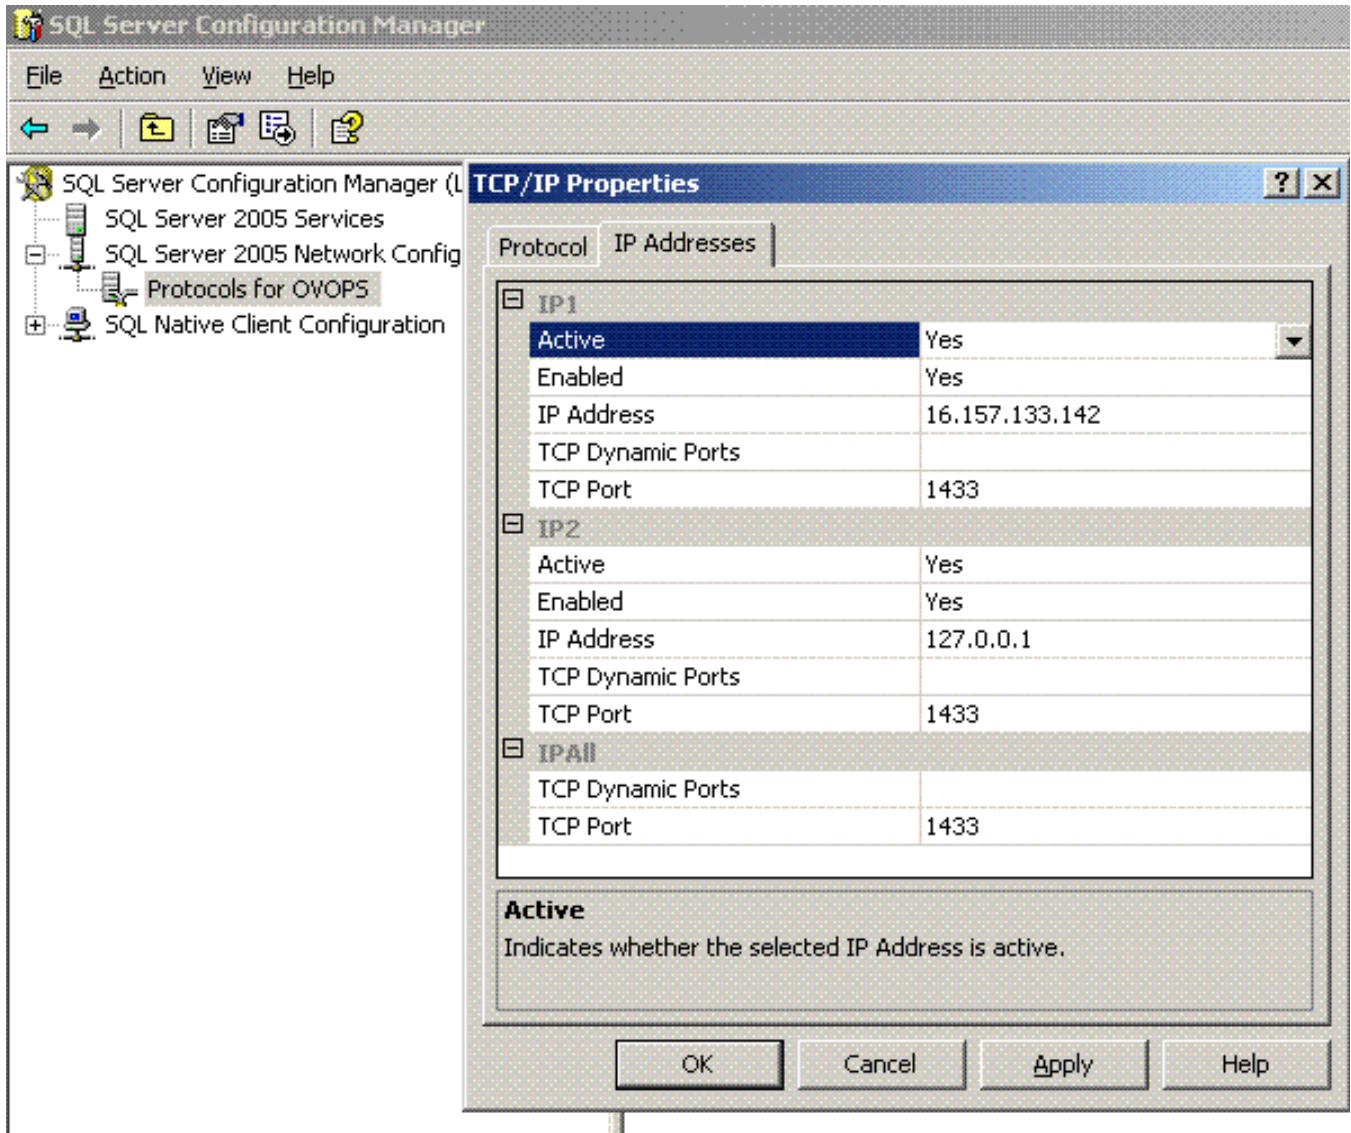 SQL Server Configuration Manager
File Action View Help
SQL Server Configuration Manager (L
SQL Server 2005 Services
SQL Server 2005 Network Config
Protocols for OVOPS
SQL Native Client Configuration
TCP/IP Properties
Protocol IP Addresses
IP1
Active Yes
Enabled Yes
IP Address 16.157.133.142
TCP Dynamic Ports
TCP Port 1433
IP2
Active Yes
Enabled Yes
IP Address 127.0.0.1
TCP Dynamic Ports
TCP Port 1433
IPAll
TCP Dynamic Ports
TCP Port 1433
Active
Indicates whether the selected IP Address is active.
OK Cancel Apply Help